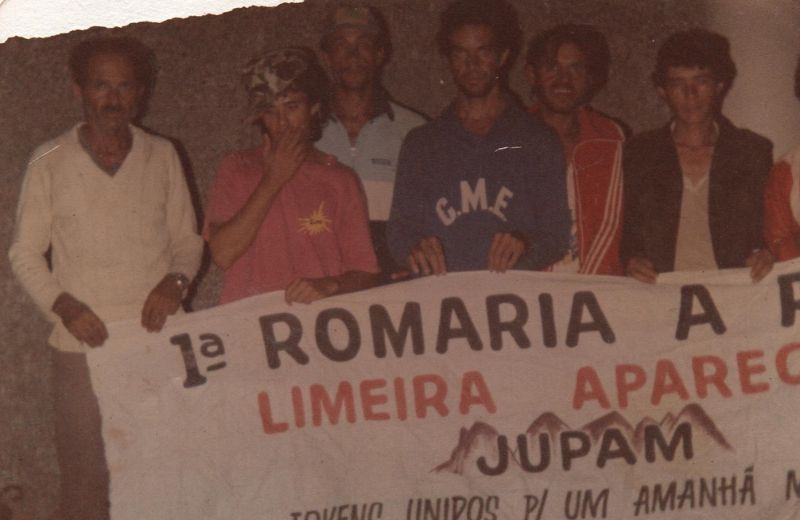 G.M.E
1ª ROMARIA A P
LIMEIRA APAREC
JUPAM
JOVENS UNIDOS P/ UM AMANHÃ